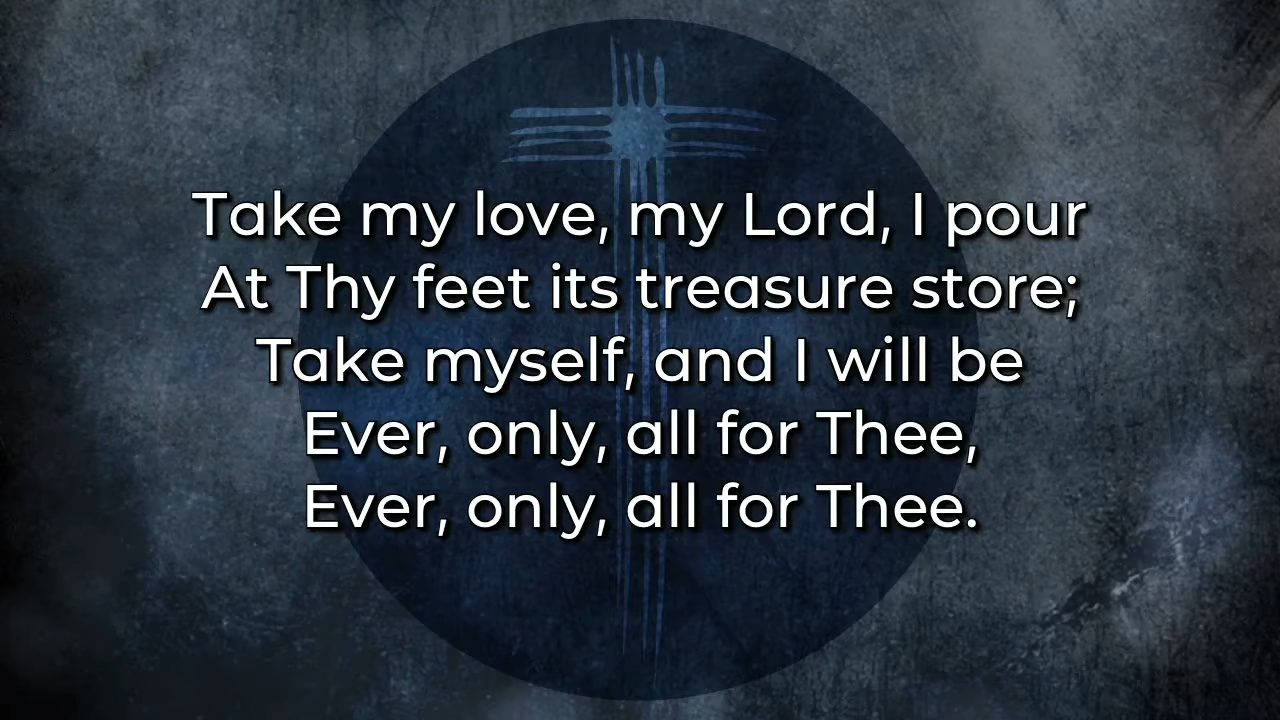 Take my love, my Lord, I pour
At Thy feet its treasure store;
Take myself, and I will be
Ever, only, all for Thee,
Ever, only, all for Thee.